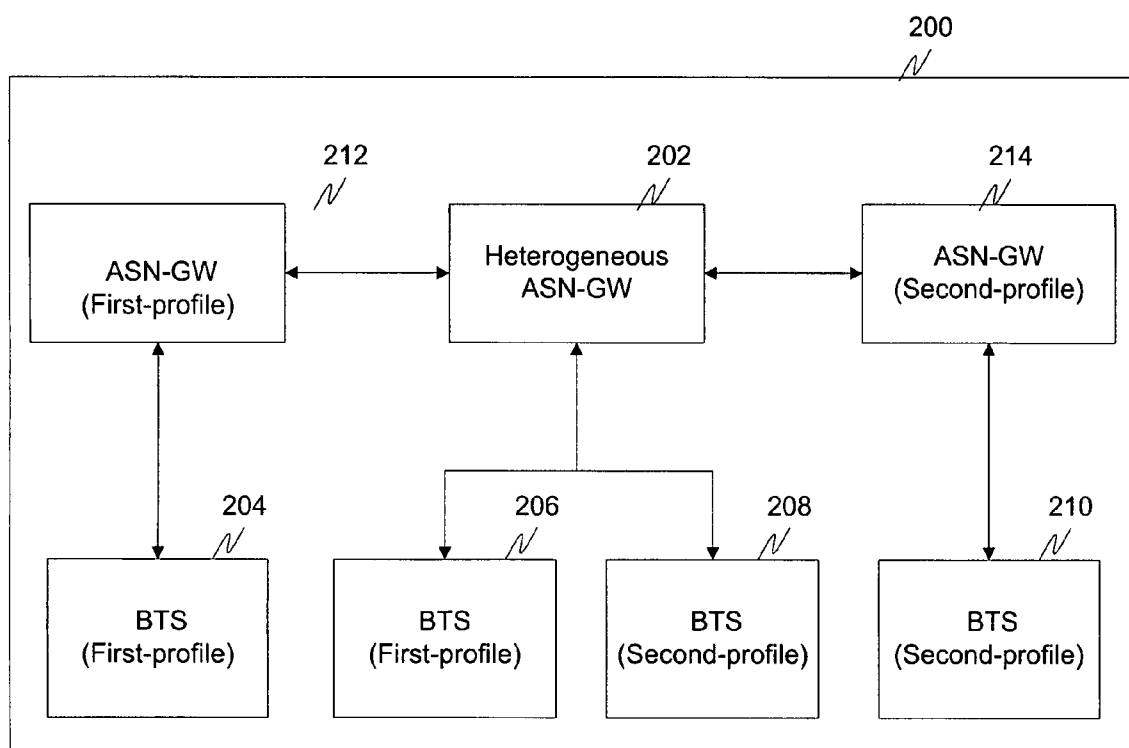 200
212
202
214
ASN-GW
(First-profile)
Heterogeneous
ASN-GW
ASN-GW
(Second-profile)
204
206
208
210
BTS
(First-profile)
BTS
(First-profile)
BTS
(Second-profile)
BTS
(Second-profile)